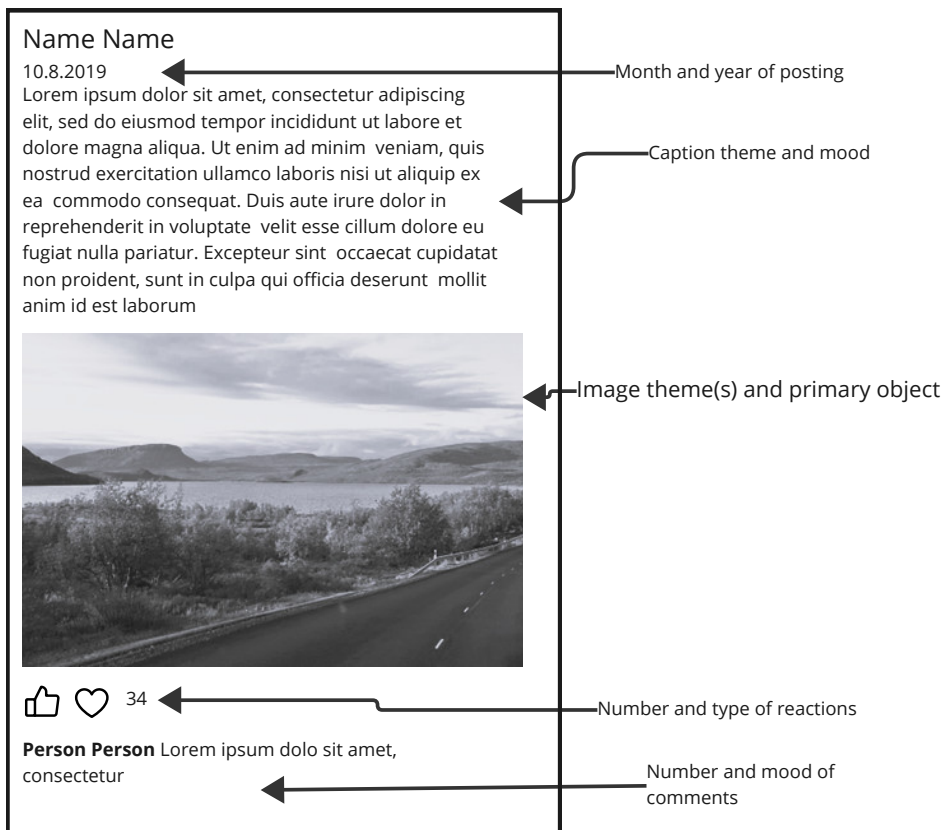 Name Name
10.8.2019
Month and year of posting
Lorem ipsum dolor sit amet, consectetur adipiscing
elit, sed do eiusmod tempor incididunt ut labore et
dolore magna aliqua. Ut enim ad minim  veniam, quis
nostrud exercitation ullamco laboris nisi ut aliquip ex
ea  commodo consequat. Duis aute irure dolor in
reprehenderit in voluptate  velit esse cillum dolore eu
fugiat nulla pariatur. Excepteur sint  occaecat cupidatat
non proident, sunt in culpa qui officia deserunt  mollit
anim id est laborum
Caption theme and mood
Image theme(s) and primary object
34
Number and type of reactions
Person Person Lorem ipsum dolo sit amet,
consectetur
Number and mood of
comments